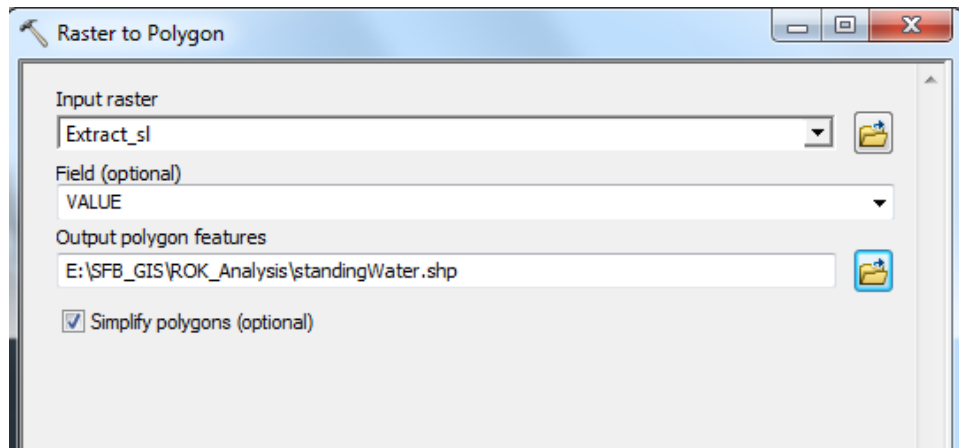 Raster to Polygon
Input raster
Extract_sl
Field (optional)
VALUE
Output polygon features
E:\SFB_GIS\ROK_Analysis\standingWater.shp
Simplify polygons (optional)